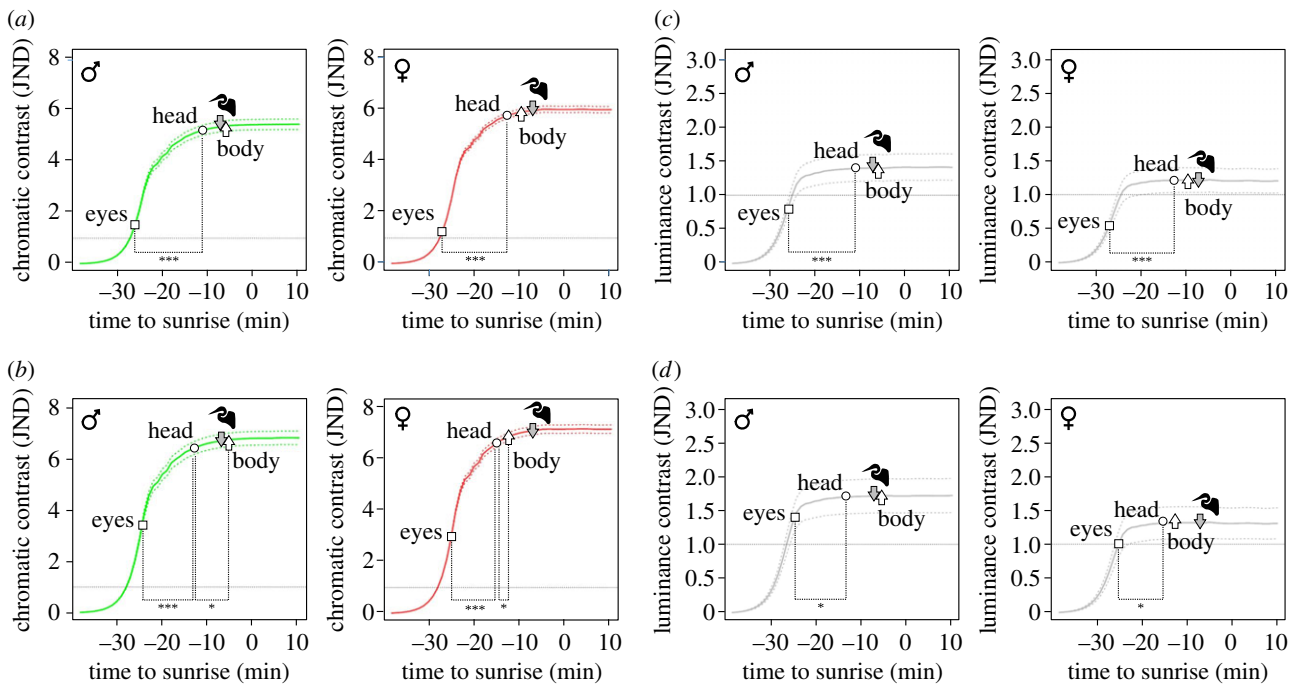 (a)
chromatic contrast (JND)
8
6
4
2
0
♂
eyes
head
body
***
–30 –20 –10 0 10
time to sunrise (min)
chromatic contrast (JND)
8
6
4
2
0
♀
eyes
head
body
***
–30 –20 –10 0 10
time to sunrise (min)
(c)
luminance contrast (JND)
3.0
2.5
2.0
1.5
1.0
0.5
0
♂
eyes
head
body
***
–30 –20 –10 0 10
time to sunrise (min)
luminance contrast (JND)
3.0
2.5
2.0
1.5
1.0
0.5
0
♀
eyes
head
body
***
–30 –20 –10 0 10
time to sunrise (min)
(b)
chromatic contrast (JND)
8
6
4
2
0
♂
eyes
head
body
*** *
–30 –20 –10 0 10
time to sunrise (min)
chromatic contrast (JND)
8
6
4
2
0
♀
eyes
head
body
*** *
–30 –20 –10 0 10
time to sunrise (min)
(d)
luminance contrast (JND)
3.0
2.5
2.0
1.5
1.0
0.5
0
♂
eyes
head
body
*
–30 –20 –10 0 10
time to sunrise (min)
luminance contrast (JND)
3.0
2.5
2.0
1.5
1.0
0.5
0
♀
eyes
head
body
*
–30 –20 –10 0 10
time to sunrise (min)